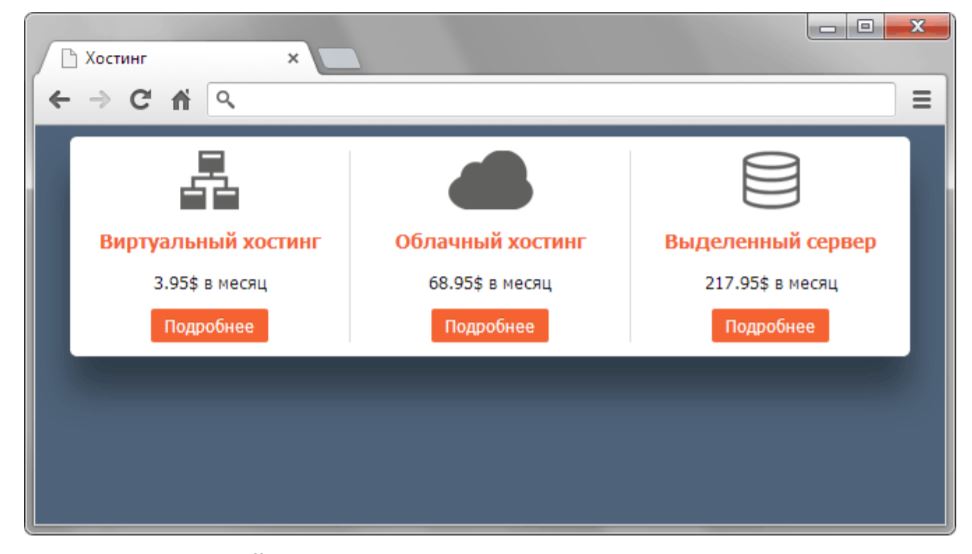 Хостинг
Виртуальный хостинг
3.95$ в месяц
Подробнее
Облачный хостинг
68.95$ в месяц
Подробнее
Выделенный сервер
217.95$ в месяц
Подробнее